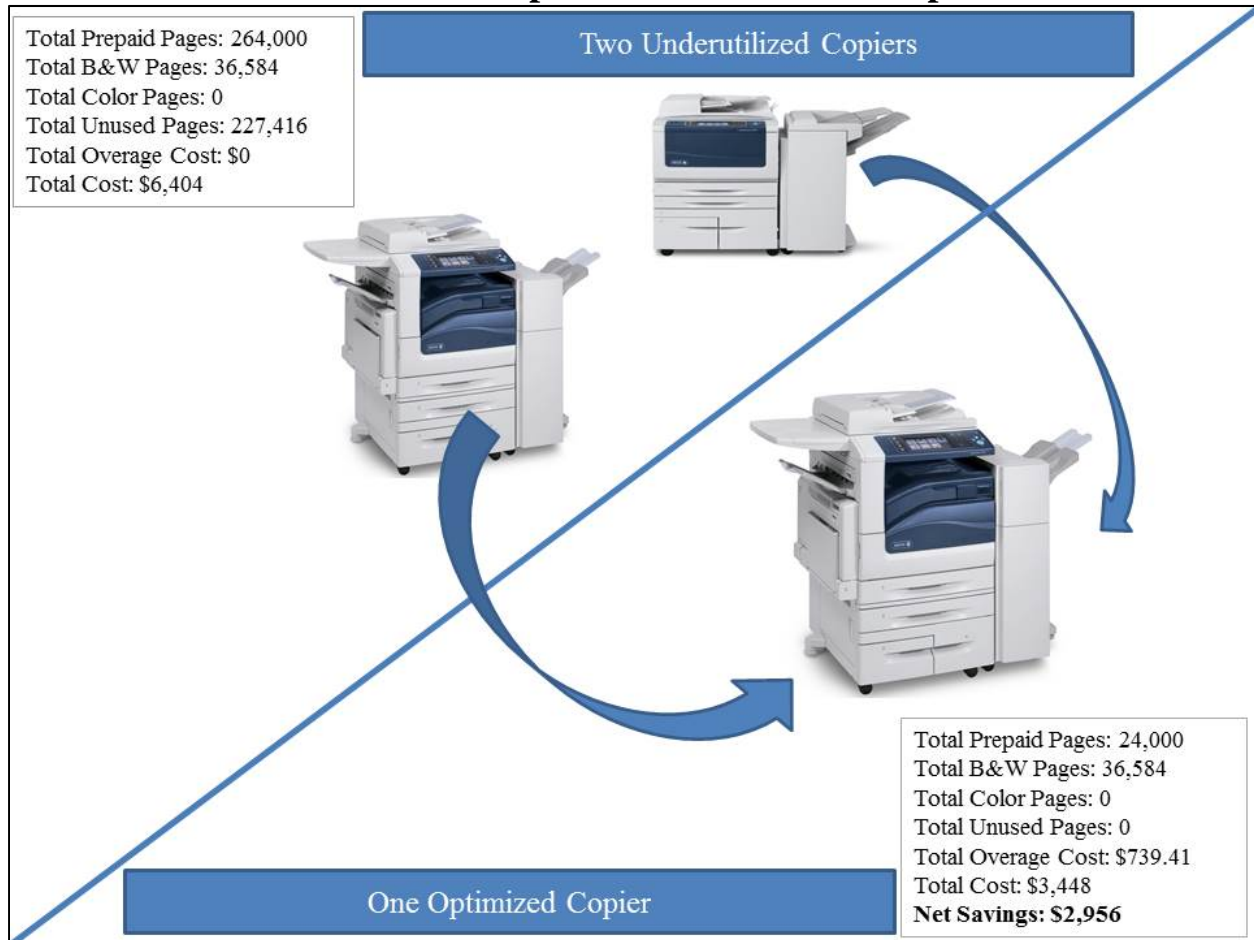 Total Prepaid Pages: 264,000
Total B&W Pages: 36,584
Total Color Pages: 0
Total Unused Pages: 227,416
Total Overage Cost: $0
Total Cost: $6,404
Two Underutilized Copiers
Total Prepaid Pages: 24,000
Total B&W Pages: 36,584
Total Color Pages: 0
Total Unused Pages: 0
Total Overage Cost: $739.41
Total Cost: $3,448
Net Savings: $2,956
One Optimized Copier